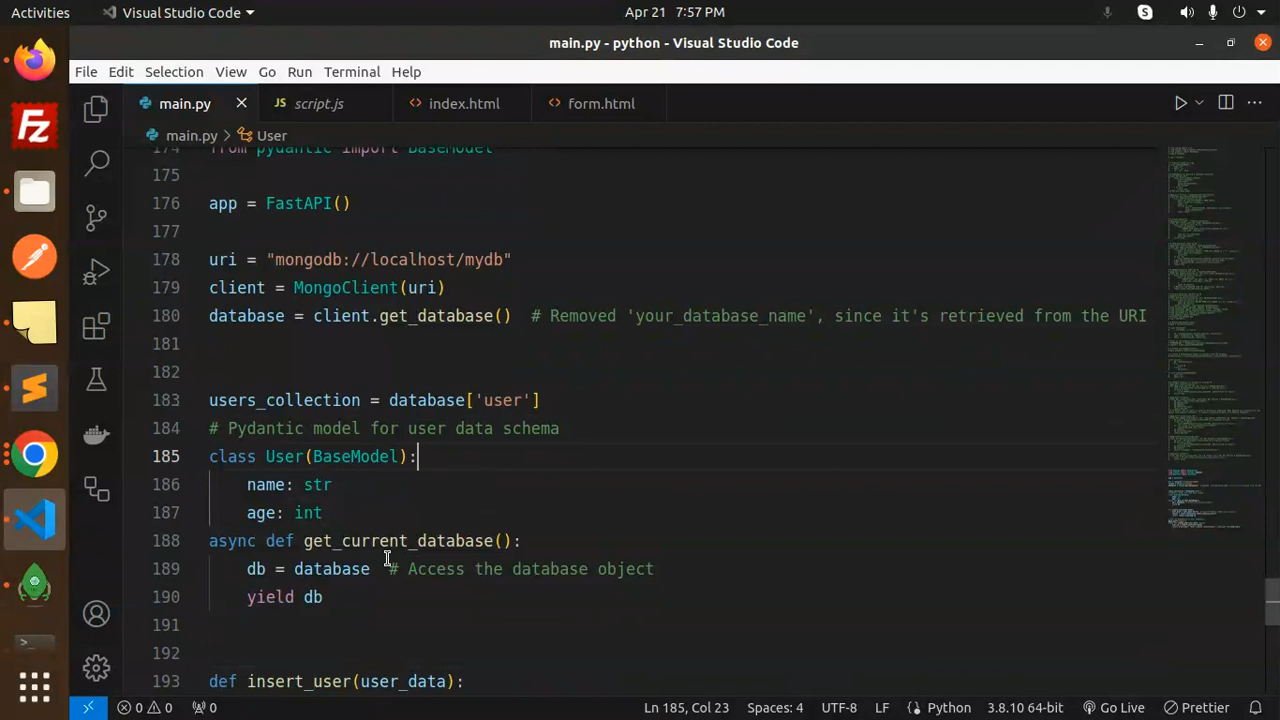 Activities
Visual Studio Code
Apr 21 7:57 PM
main.py - python - Visual Studio Code
File Edit Selection View Go Run Terminal Help
main.py
JS script.js
<> index.html
<> form.html
main.py > User
174 from pydantic import BaseModel
175
176 app = FastAPI()
177
178 uri = "mongodb://localhost/mydb"
179 client = MongoClient(uri)
180 database = client.get_database() # Removed 'your_database_name', since it's retrieved from the URI
181
182
183 users_collection = database['user']
184 # Pydantic model for user data schema
185 class User(BaseModel):
186 name: str
187 age: int
188 async def get_current_database():
189 db = database # Access the database object
190 yield db
191
192
193 def insert_user(user_data):
0 0 0 Ln 185, Col 23 Spaces: 4 UTF-8 LF Python 3.8.10 64-bit Go Live Prettier